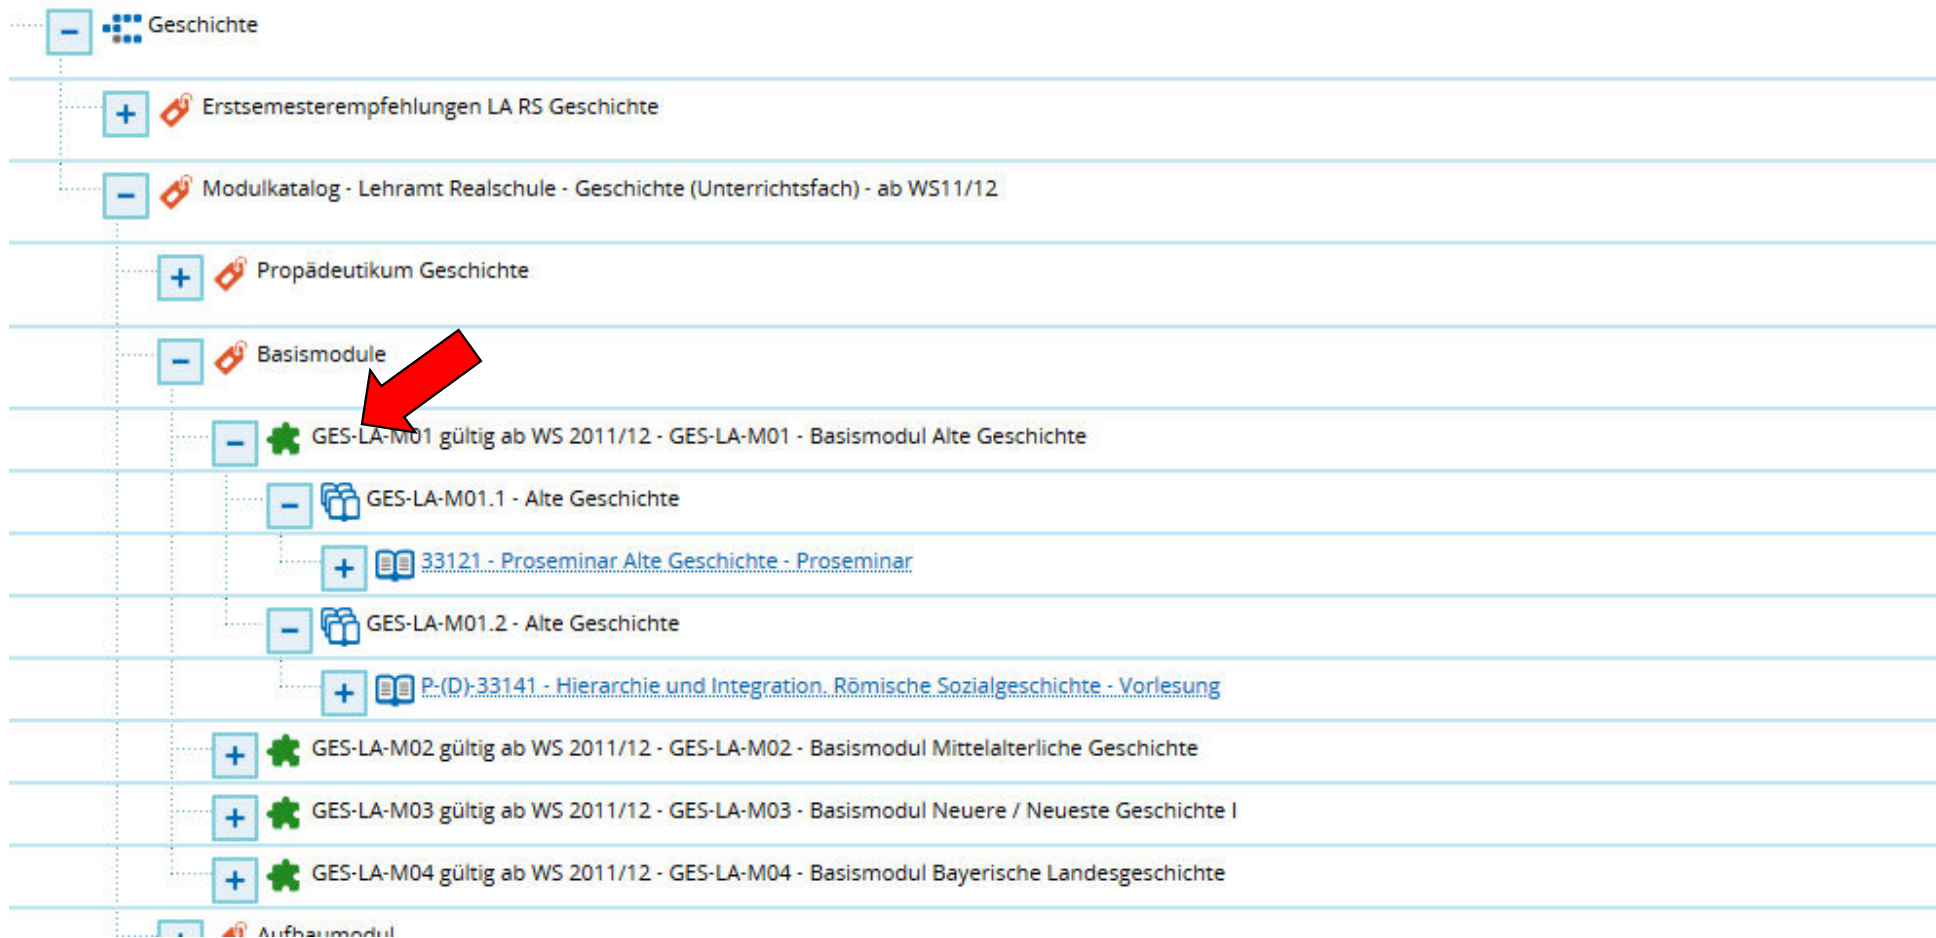 Geschichte
Erstsemesterempfehlungen LA RS Geschichte
Modulkatalog - Lehramt Realschule - Geschichte (Unterrichtsfach) - ab WS11/12
Propädeutikum Geschichte
Basismodule
GES-LA-M01 gültig ab WS 2011/12 - GES-LA-M01 - Basismodul Alte Geschichte
GES-LA-M01.1 - Alte Geschichte
33121 - Proseminar Alte Geschichte - Proseminar
GES-LA-M01.2 - Alte Geschichte
P-(D)-33141 - Hierarchie und Integration. Römische Sozialgeschichte - Vorlesung
GES-LA-M02 gültig ab WS 2011/12 - GES-LA-M02 - Basismodul Mittelalterliche Geschichte
GES-LA-M03 gültig ab WS 2011/12 - GES-LA-M03 - Basismodul Neuere / Neueste Geschichte I
GES-LA-M04 gültig ab WS 2011/12 - GES-LA-M04 - Basismodul Bayerische Landesgeschichte
Aufbaumodul